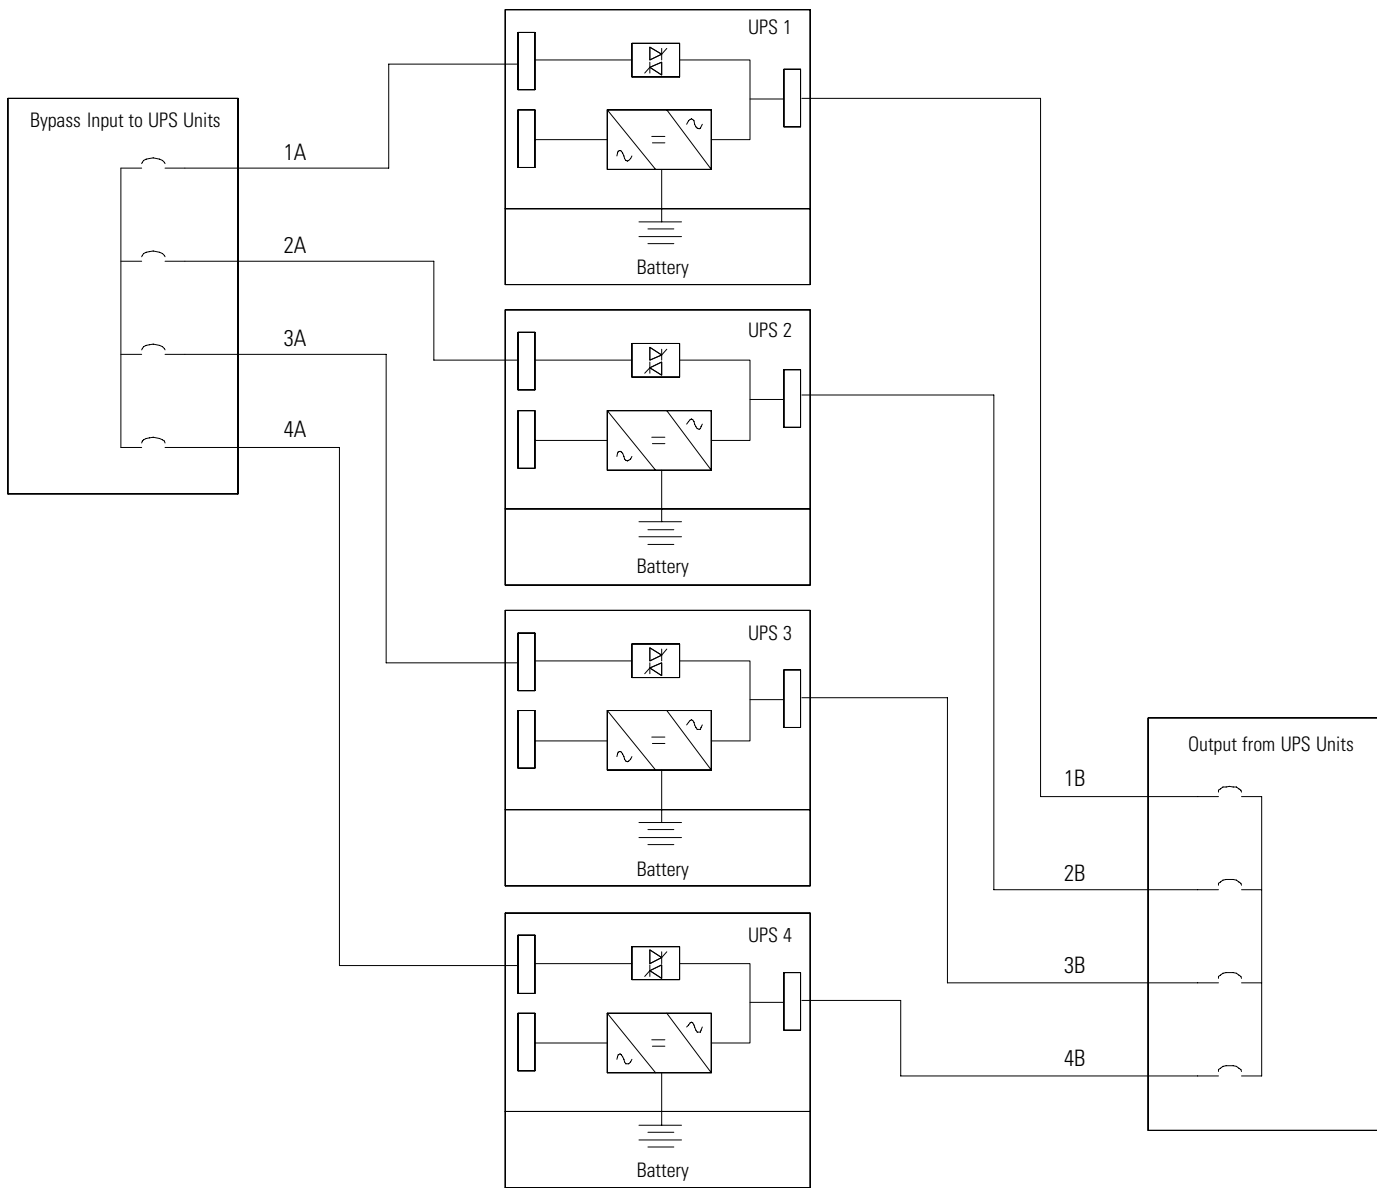 UPS 1
Bypass Input to UPS Units
1A
2A
Battery
UPS 2
3A
4A
Battery
UPS 3
Output from UPS Units
1B
Battery
2B
UPS 4
3B
4B
Battery